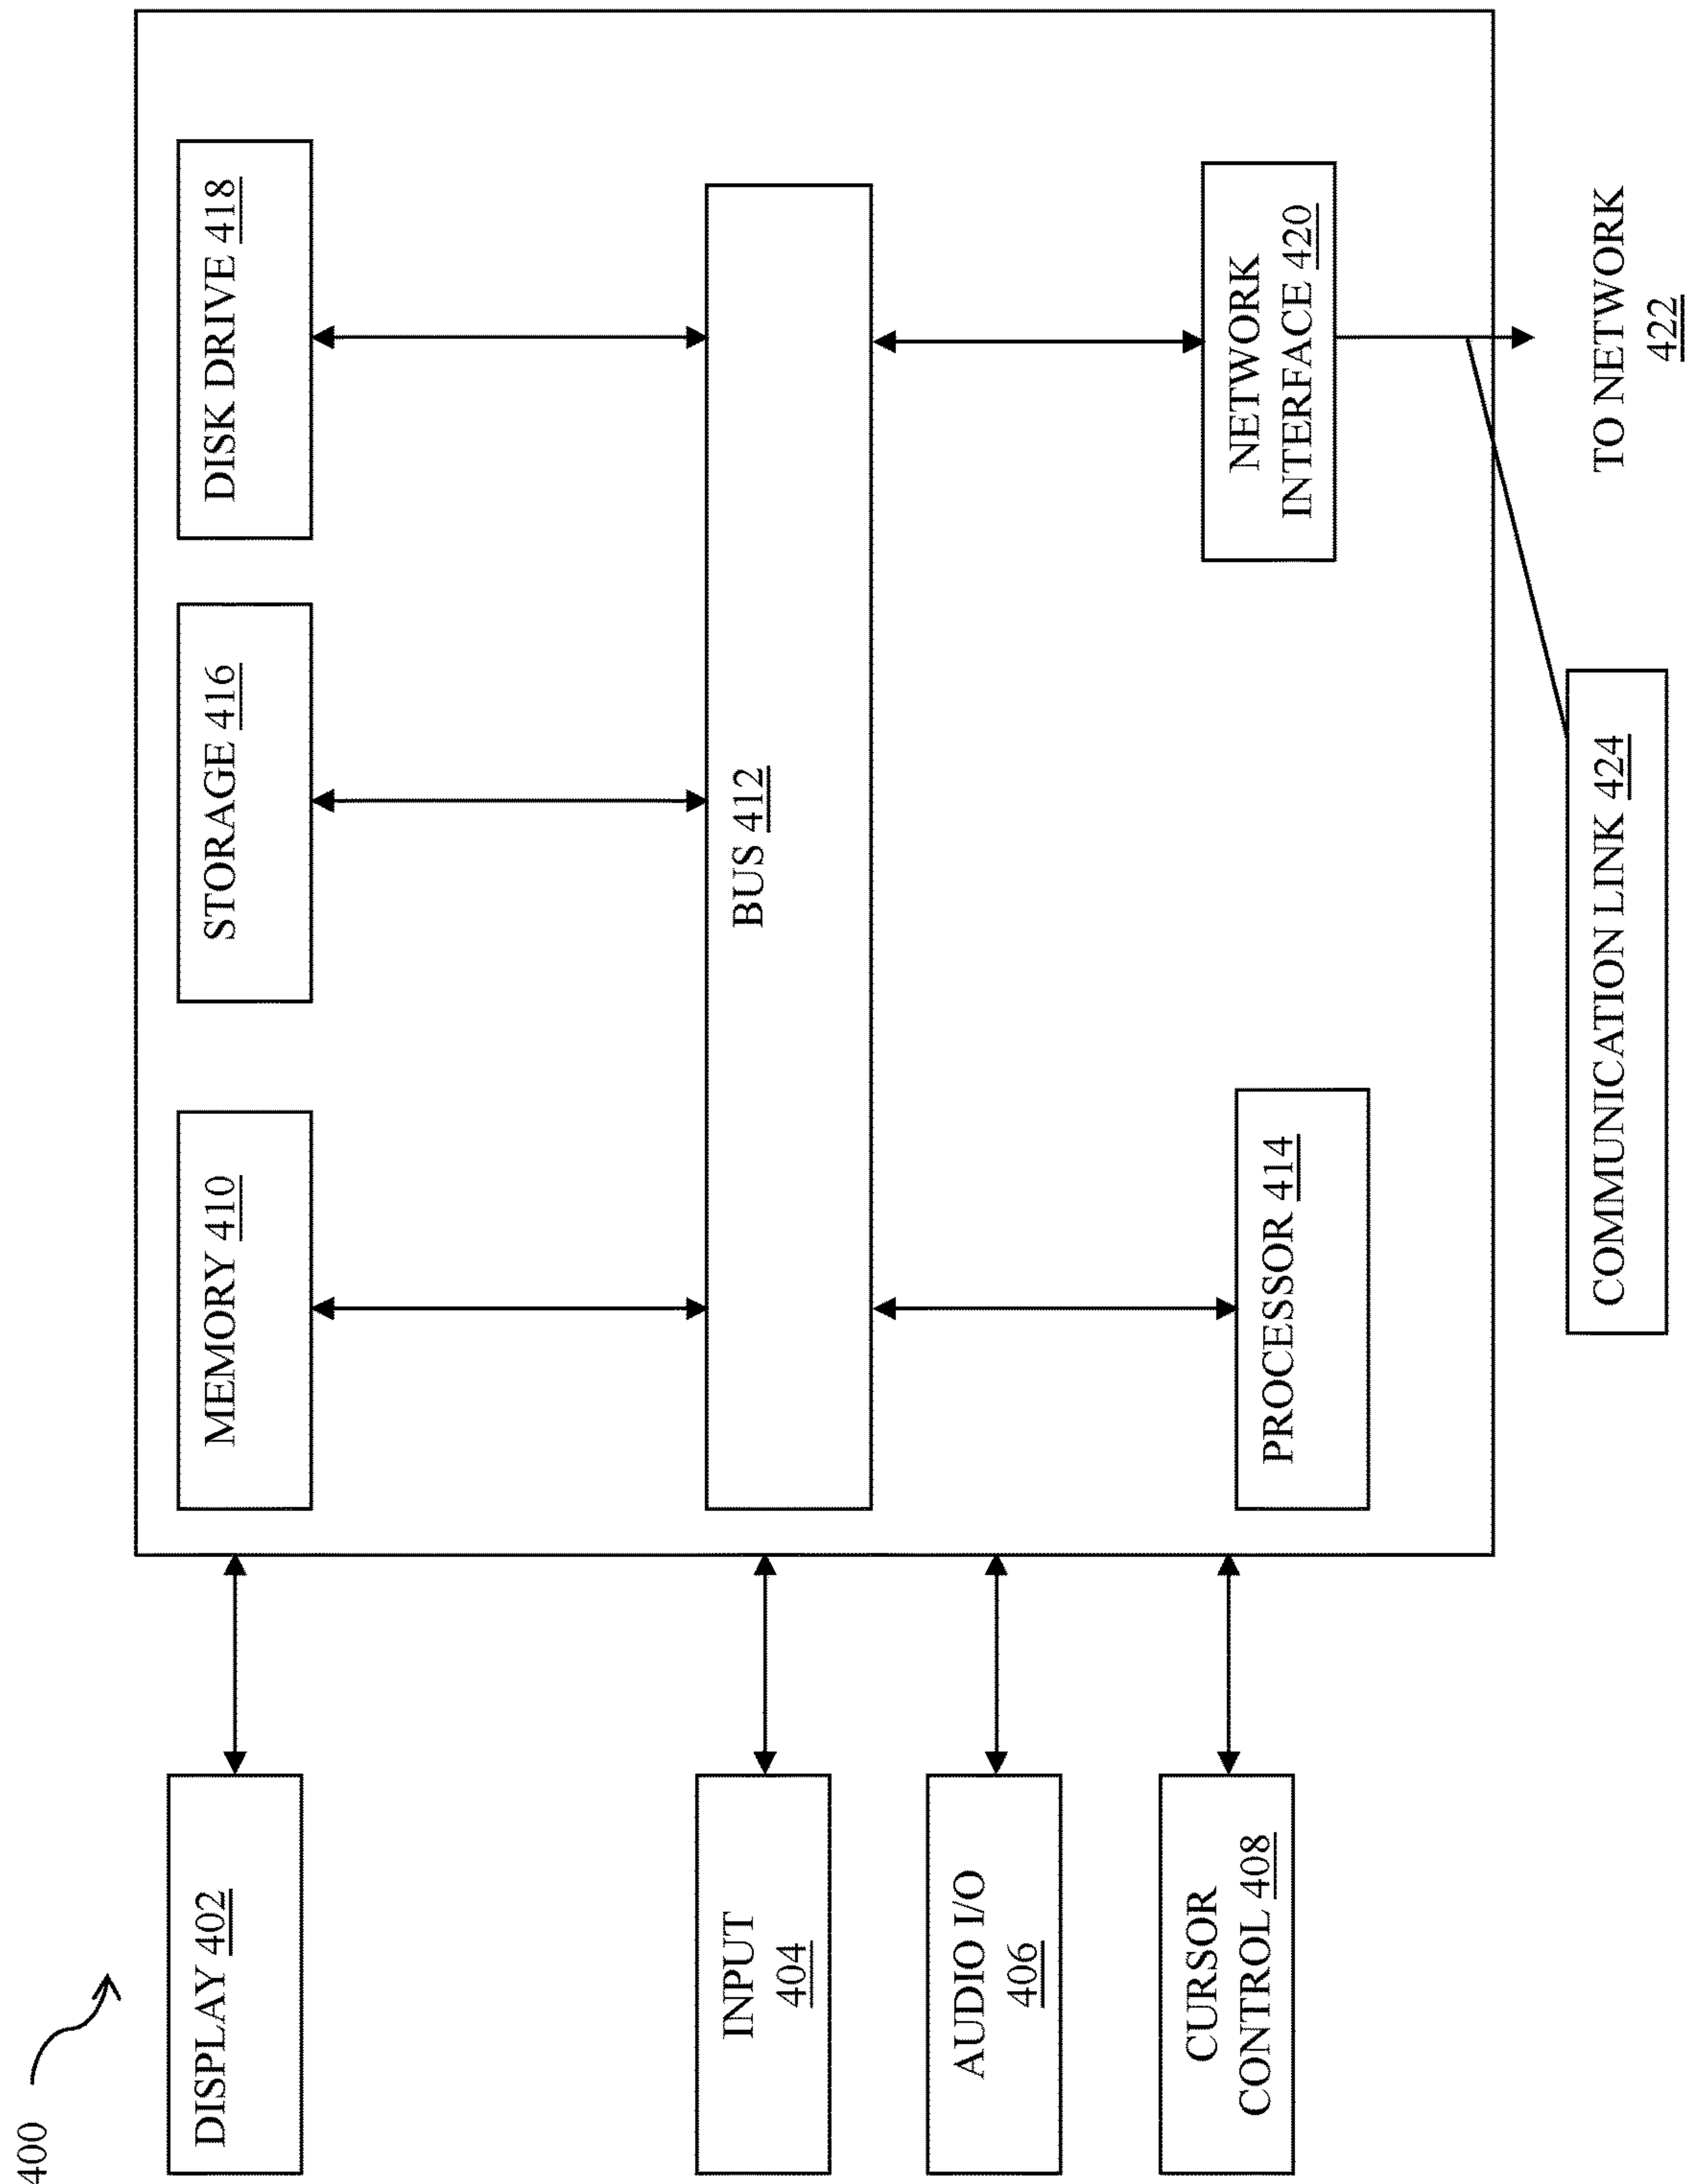 400
DISPLAY 402
MEMORY 410
STORAGE 416
DISK DRIVE 418
INPUT
404
BUS 412
AUDIO I/O
406
CURSOR
CONTROL 408
PROCESSOR 414
NETWORK
INTERFACE 420
COMMUNICATION LINK 424
TO NETWORK
422